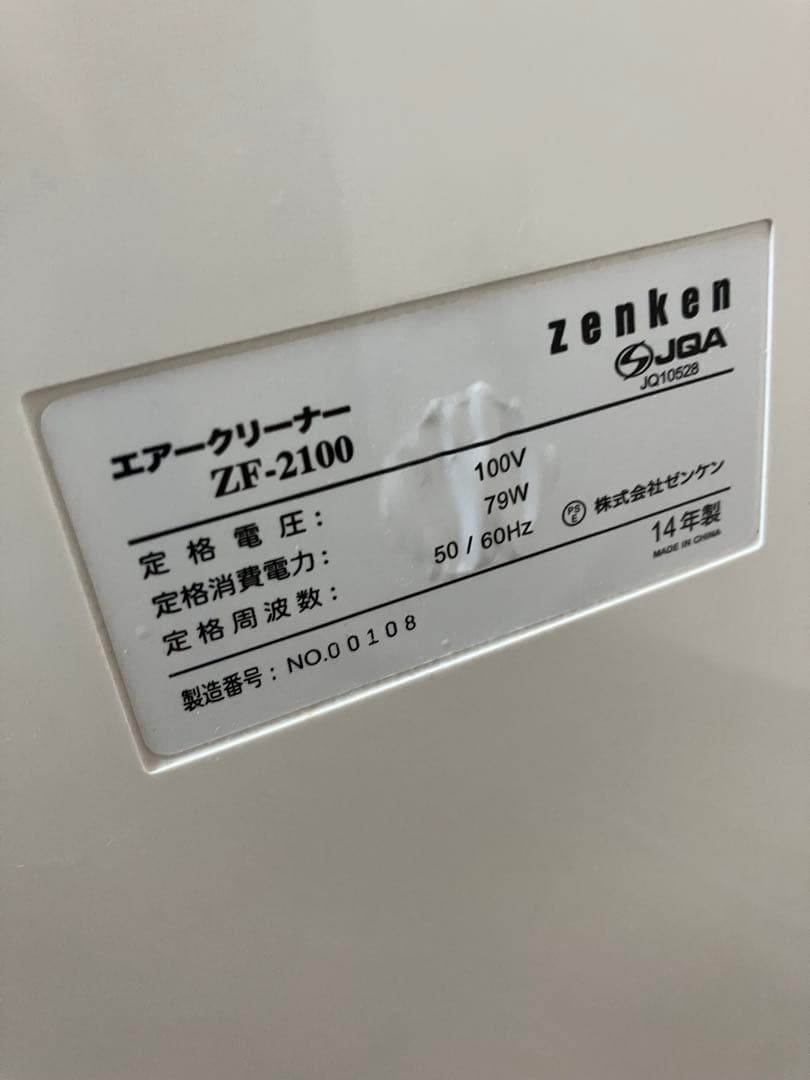 zenken
JQA
JQ10528
エアークリーナー
ZF-2100
定格電圧: 100V
定格消費電力: 79W
定格周波数: 50 / 60Hz
PS
E
株式会社ゼンケン
14年製
MADE IN CHINA
製造番号: NO.00108